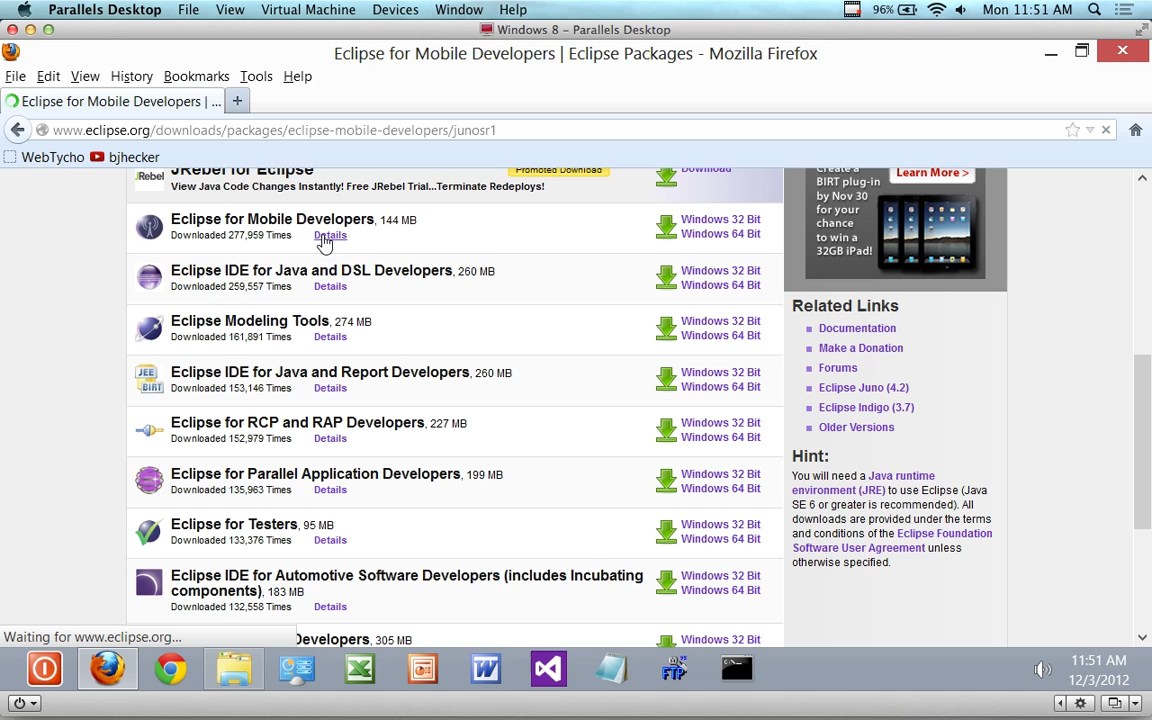 Parallels Desktop File View Virtual Machine Devices Window Help 96% Mon 11:51 AM
Windows 8 – Parallels Desktop
Eclipse for Mobile Developers | Eclipse Packages - Mozilla Firefox
File Edit View History Bookmarks Tools Help
Eclipse for Mobile Developers | ...
www.eclipse.org/downloads/packages/eclipse-mobile-developers/junosr1
WebTycho bjhecker
JRebel
JRebel for Eclipse Promoted Download Download
View Java Code Changes Instantly! Free JRebel Trial...Terminate Redeploys!
Eclipse for Mobile Developers, 144 MB Windows 32 Bit
Downloaded 277,959 Times Details Windows 64 Bit
Eclipse IDE for Java and DSL Developers, 260 MB Windows 32 Bit
Downloaded 259,557 Times Details Windows 64 Bit
Eclipse Modeling Tools, 274 MB Windows 32 Bit
Downloaded 161,891 Times Details Windows 64 Bit
JEE
BIRT
Eclipse IDE for Java and Report Developers, 260 MB Windows 32 Bit
Downloaded 153,146 Times Details Windows 64 Bit
Eclipse for RCP and RAP Developers, 227 MB Windows 32 Bit
Downloaded 152,979 Times Details Windows 64 Bit
Eclipse for Parallel Application Developers, 199 MB Windows 32 Bit
Downloaded 135,963 Times Details Windows 64 Bit
Eclipse for Testers, 95 MB Windows 32 Bit
Downloaded 133,376 Times Details Windows 64 Bit
Eclipse IDE for Automotive Software Developers (includes Incubating Windows 32 Bit
components), 183 MB Windows 64 Bit
Downloaded 132,558 Times Details
Developers, 305 MB Windows 32 Bit
Create a
BIRT plug-in
by Nov 30
for your
chance
to win a
32GB iPad!
Learn More >
Related Links
Documentation
Make a Donation
Forums
Eclipse Juno (4.2)
Eclipse Indigo (3.7)
Older Versions
Hint:
You will need a Java runtime
environment (JRE) to use Eclipse (Java
SE 6 or greater is recommended). All
downloads are provided under the terms
and conditions of the Eclipse Foundation
Software User Agreement unless
otherwise specified.
Waiting for www.eclipse.org...
FTP
11:51 AM
12/3/2012